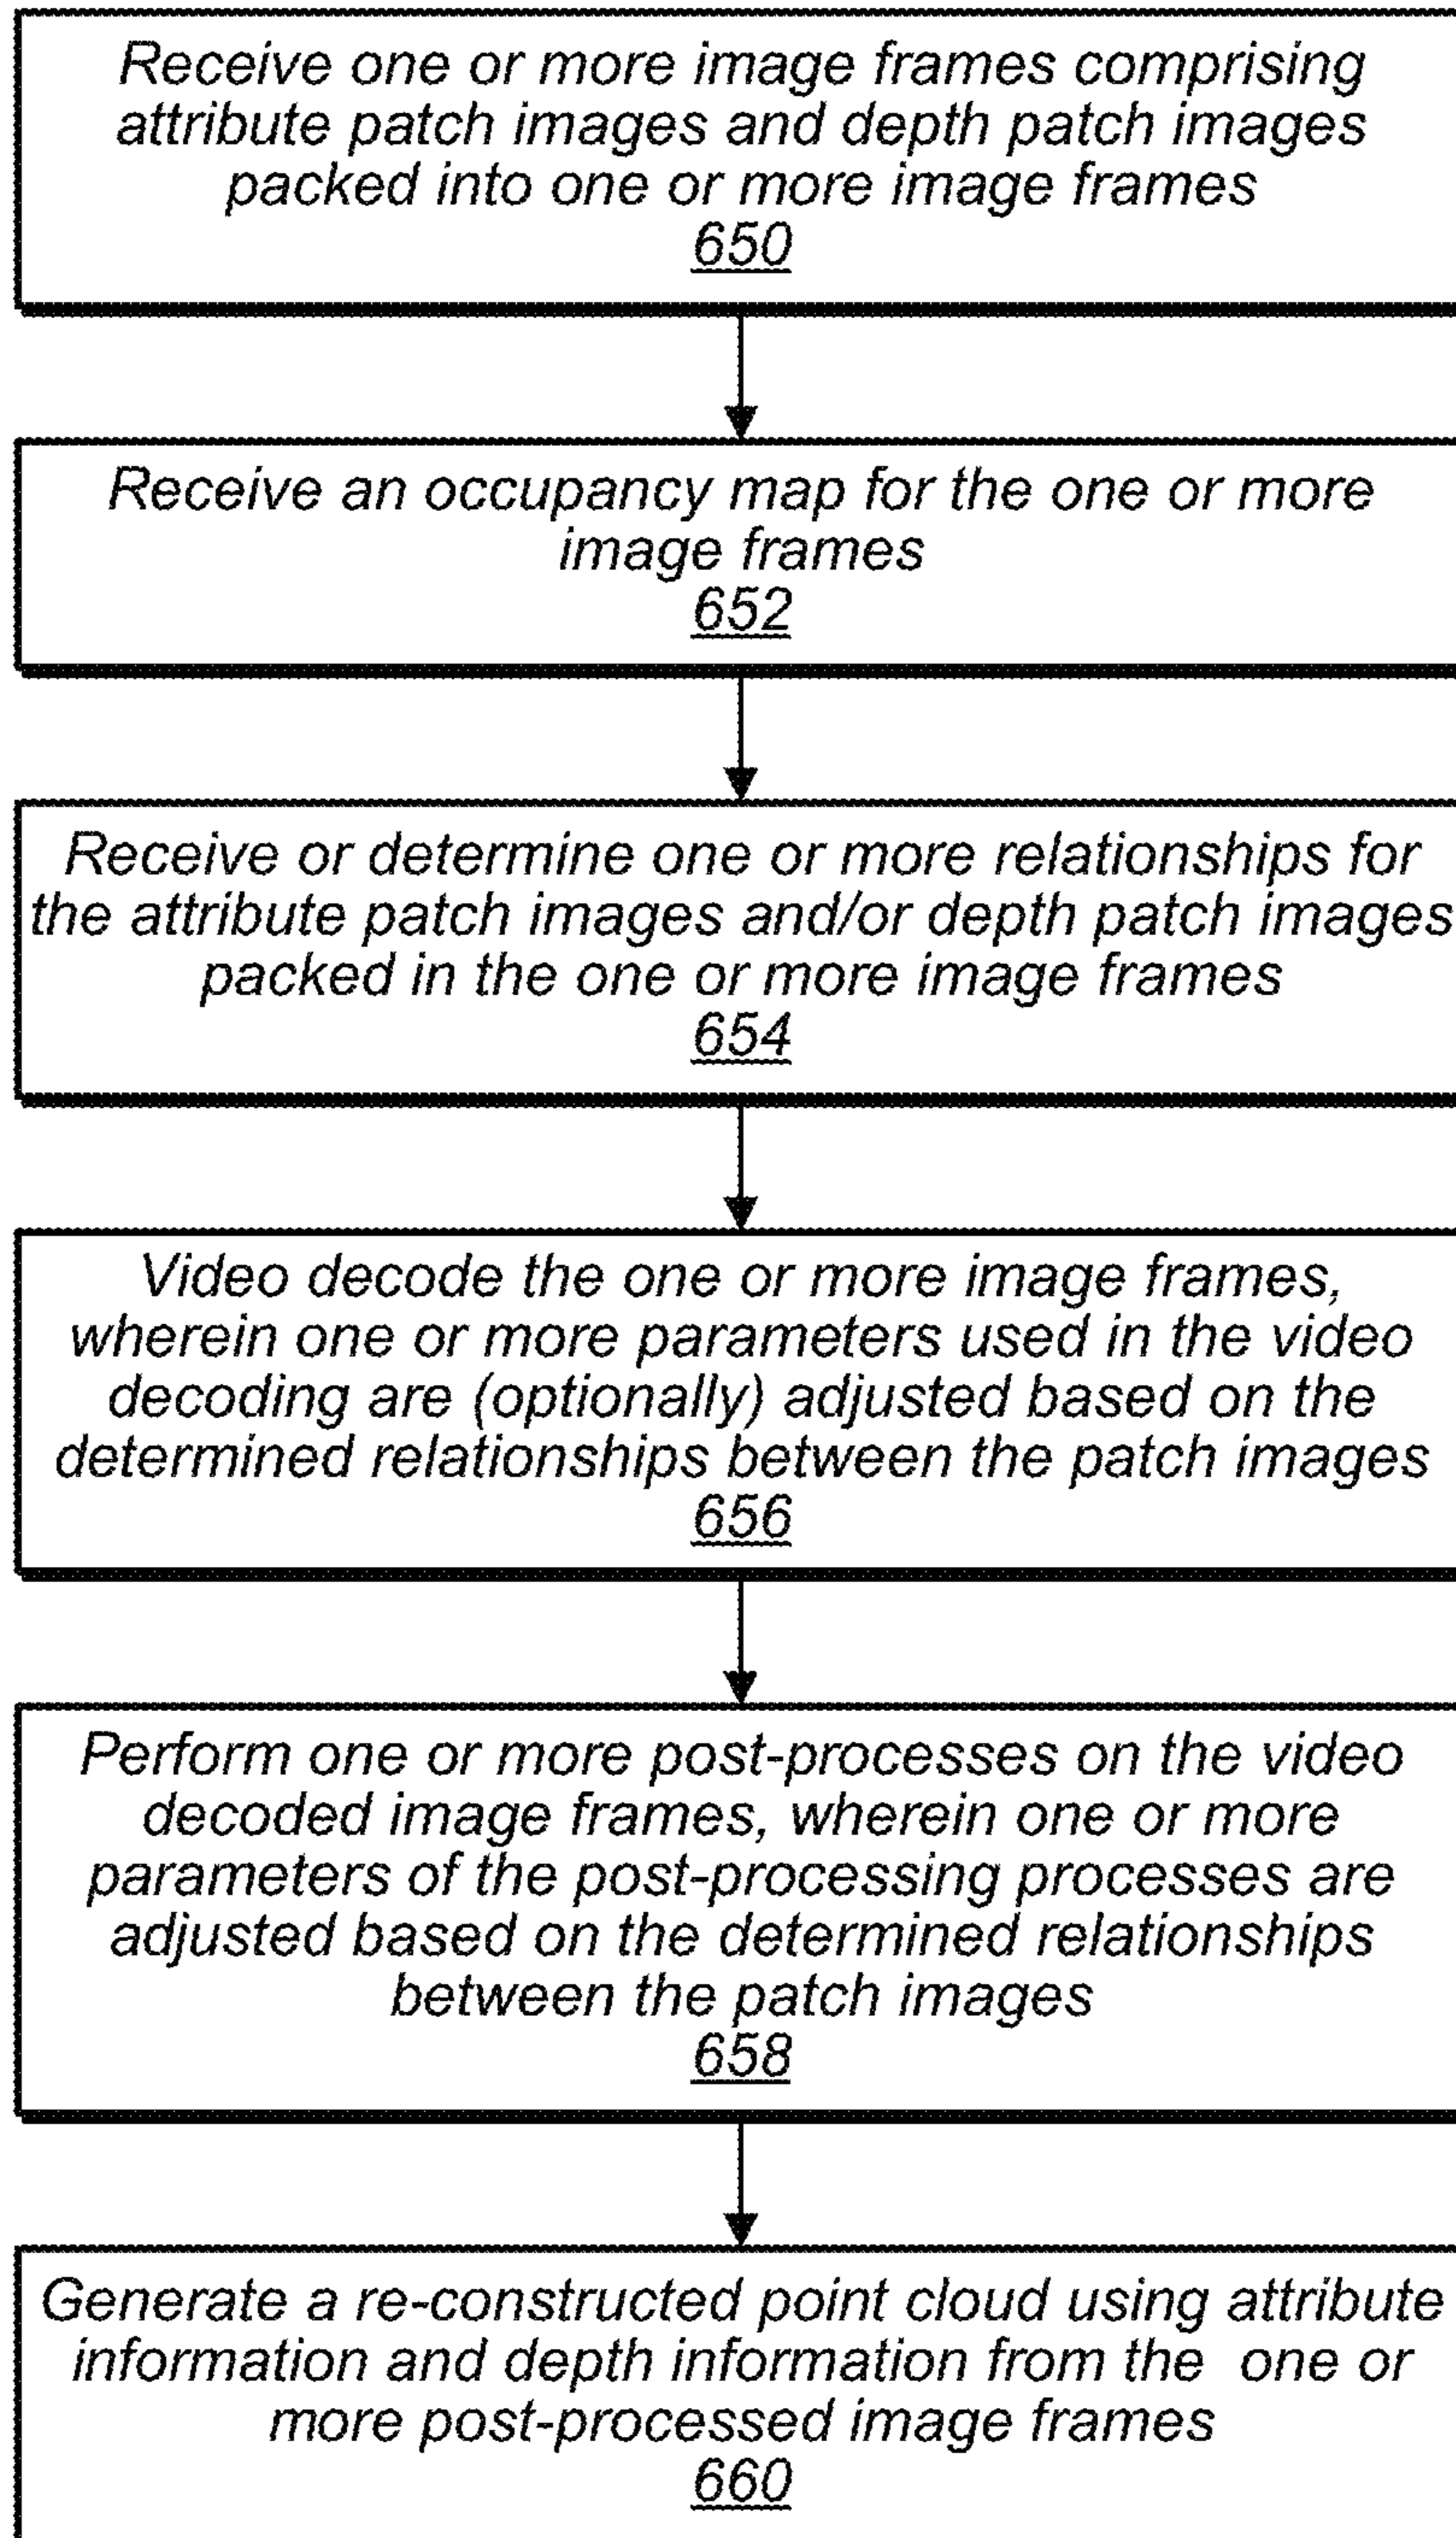 Receive one or more image frames comprising
attribute patch images and depth patch images
packed into one or more image frames
650
Receive an occupancy map for the one or more
image frames
652
Receive or determine one or more relationships for
the attribute patch images and/or depth patch images
packed in the one or more image frames
654
Video decode the one or more image frames,
wherein one or more parameters used in the video
decoding are (optionally) adjusted based on the
determined relationships between the patch images
656
Perform one or more post-processes on the video
decoded image frames, wherein one or more
parameters of the post-processing processes are
adjusted based on the determined relationships
between the patch images
658
Generate a re-constructed point cloud using attribute
information and depth information from the one or
more post-processed image frames
660